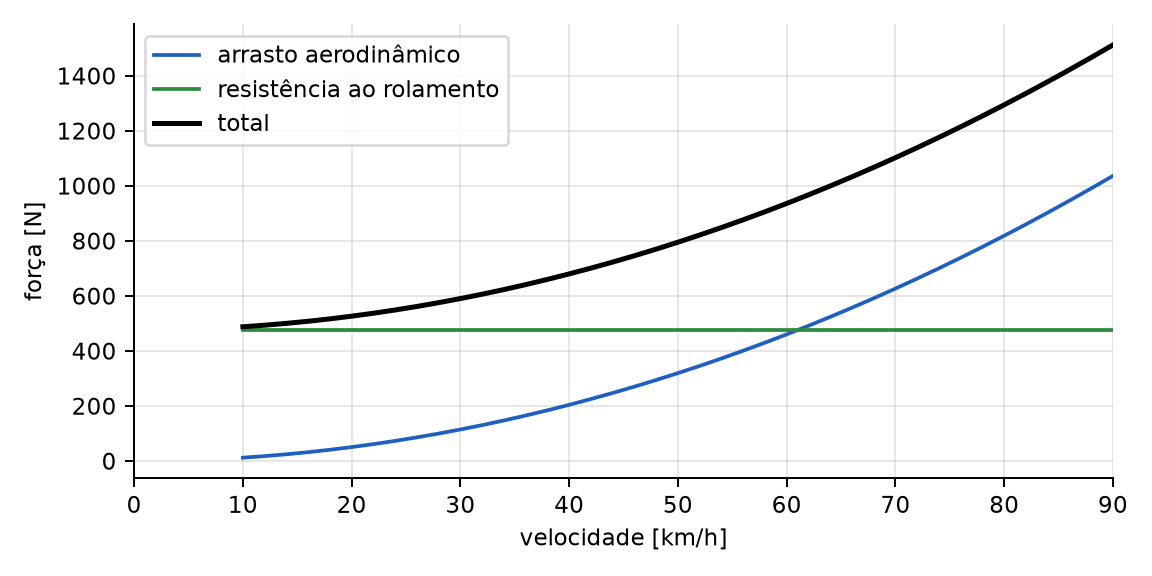 arrasto aerodinâmico
resistência ao rolamento
total
1400
1200
1000
800
600
400
200
0
força [N]
0 10 20 30 40 50 60 70 80 90
velocidade [km/h]